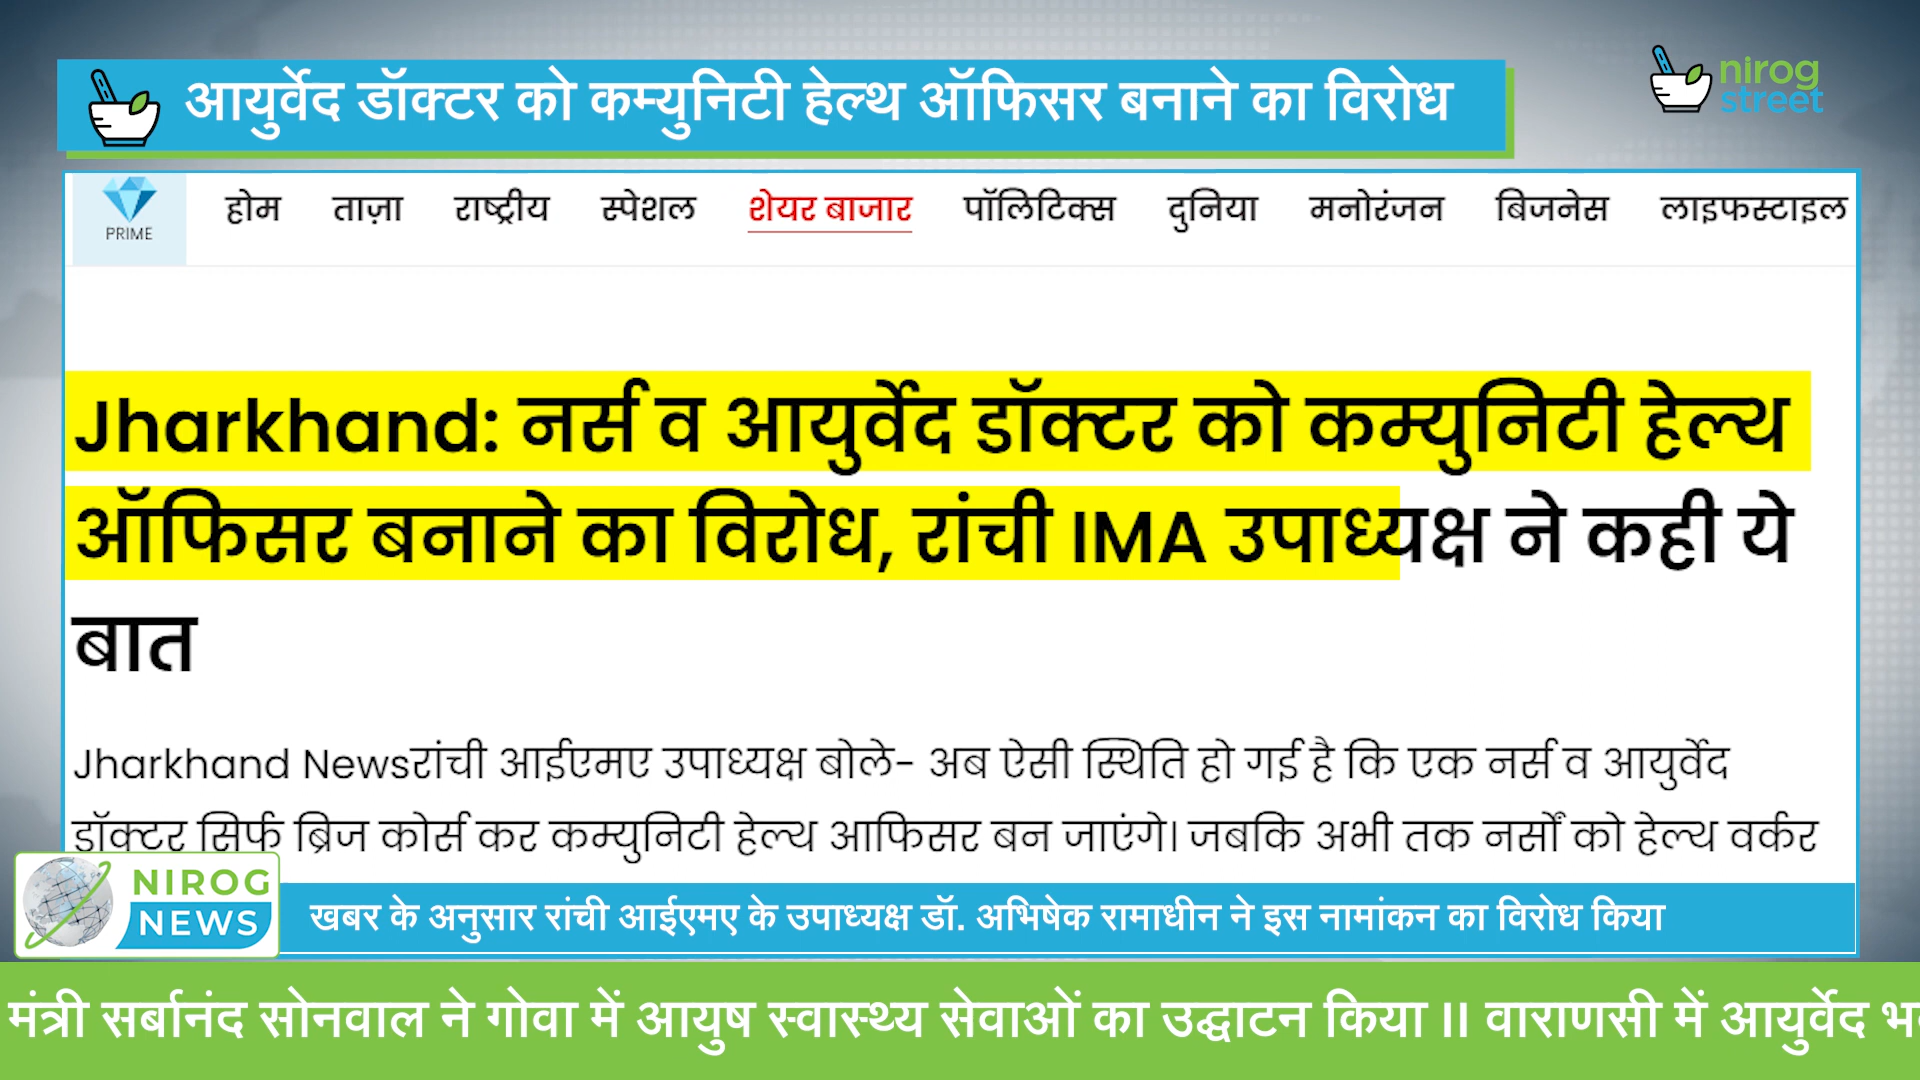 आयुर्वेद डॉक्टर को कम्युनिटी हेल्थ ऑफिसर बनाने का विरोध
nirog
street
PRIME
होम ताज़ा राष्ट्रीय स्पेशल शेयर बाजार पॉलिटिक्स दुनिया मनोरंजन बिजनेस लाइफस्टाइल
Jharkhand: नर्स व आयुर्वेद डॉक्टर को कम्युनिटी हेल्थ
ऑफिसर बनाने का विरोध, रांची IMA उपाध्यक्ष ने कही ये
बात
Jharkhand Newsरांची आईएमए उपाध्यक्ष बोले- अब ऐसी स्थिति हो गई है कि एक नर्स व आयुर्वेद
डॉक्टर सिर्फ ब्रिज कोर्स कर कम्युनिटी हेल्थ आफिसर बन जाएंगे। जबकि अभी तक नर्सों को हेल्थ वर्कर
NIROG
NEWS
खबर के अनुसार रांची आईएमए के उपाध्यक्ष डॉ. अभिषेक रामाधीन ने इस नामांकन का विरोध किया
मंत्री सर्बानंद सोनवाल ने गोवा में आयुष स्वास्थ्य सेवाओं का उद्घाटन किया II वाराणसी में आयुर्वेद